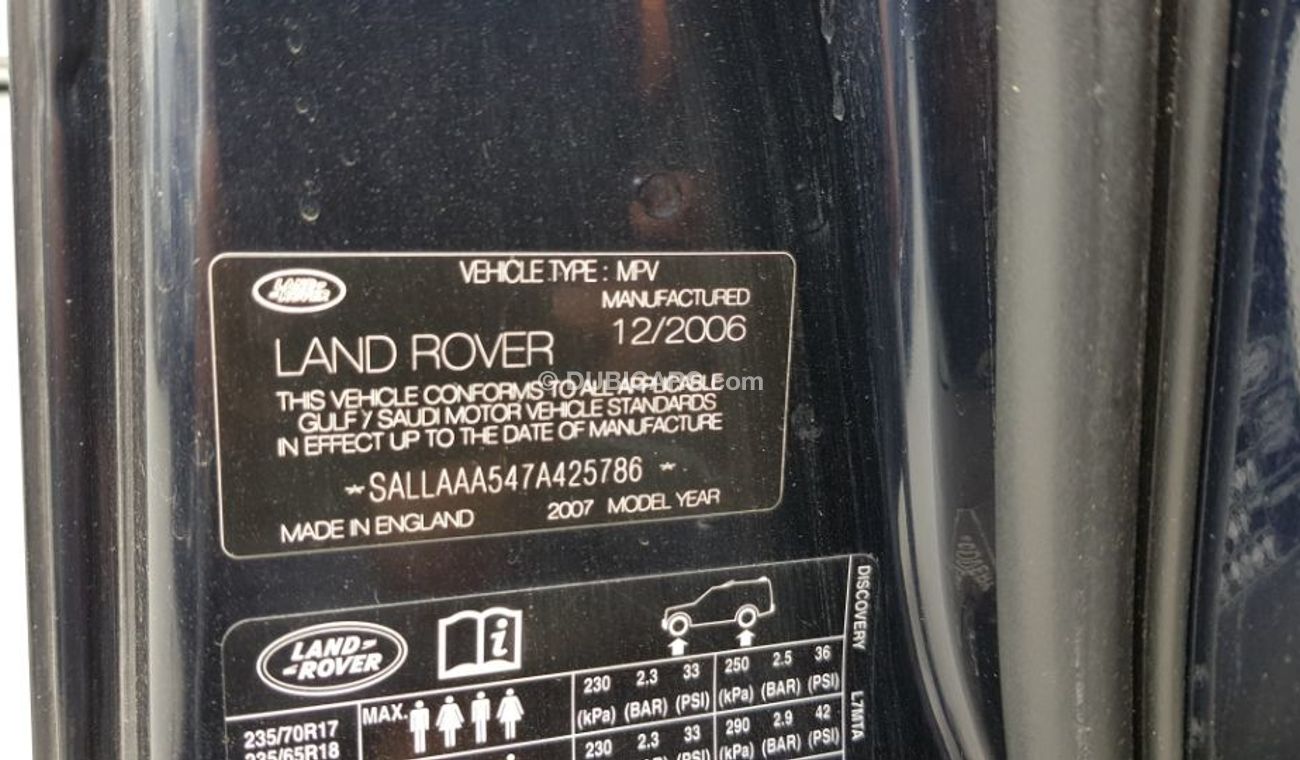 VEHICLE TYPE : MPV
LAND ROVER
MANUFACTURED
12/2006
LAND ROVER
THIS VEHICLE CONFORMS TO ALL APPLICABLE
© DUBICARS.com
GULF / SAUDI MOTOR VEHICLE STANDARDS
IN EFFECT UP TO THE DATE OF MANUFACTURE
*SALLAAA547A425786 *
MADE IN ENGLAND 2007 MODEL YEAR
LAND ROVER
i
DISCOVERY
L7MTA
235/70R17 MAX. 230 (kPa) 2.3 (BAR) 33 (PSI) 250 (kPa) 2.5 (BAR) 36 (PSI)
235/65R18 230 2.3 33 290 (kPa) 2.9 (BAR) 42 (PSI)